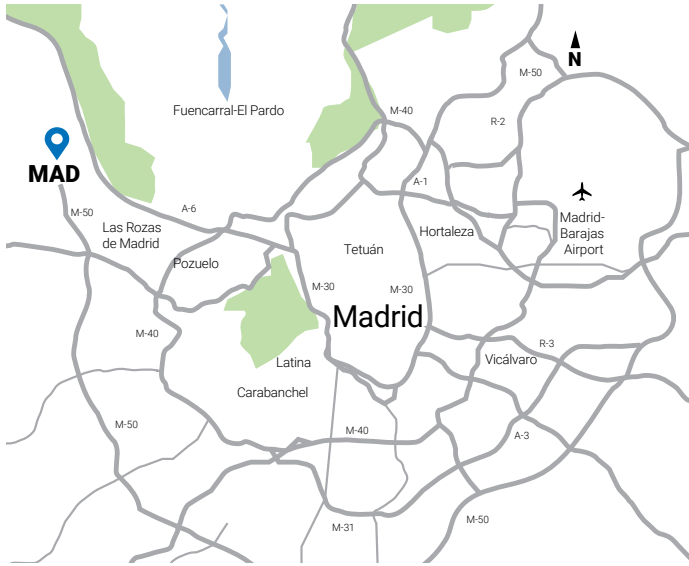 N
M-50
Fuencarral-El Pardo
M-40
R-2
MAD
A-1
M-50
A-6
Las Rozas
de Madrid
Hortaleza
Madrid-
Barajas
Airport
Tetuán
Pozuelo
M-30
M-30
Madrid
M-40
R-3
Latina
Vicálvaro
Carabanchel
M-50
M-40
A-3
M-31
M-50